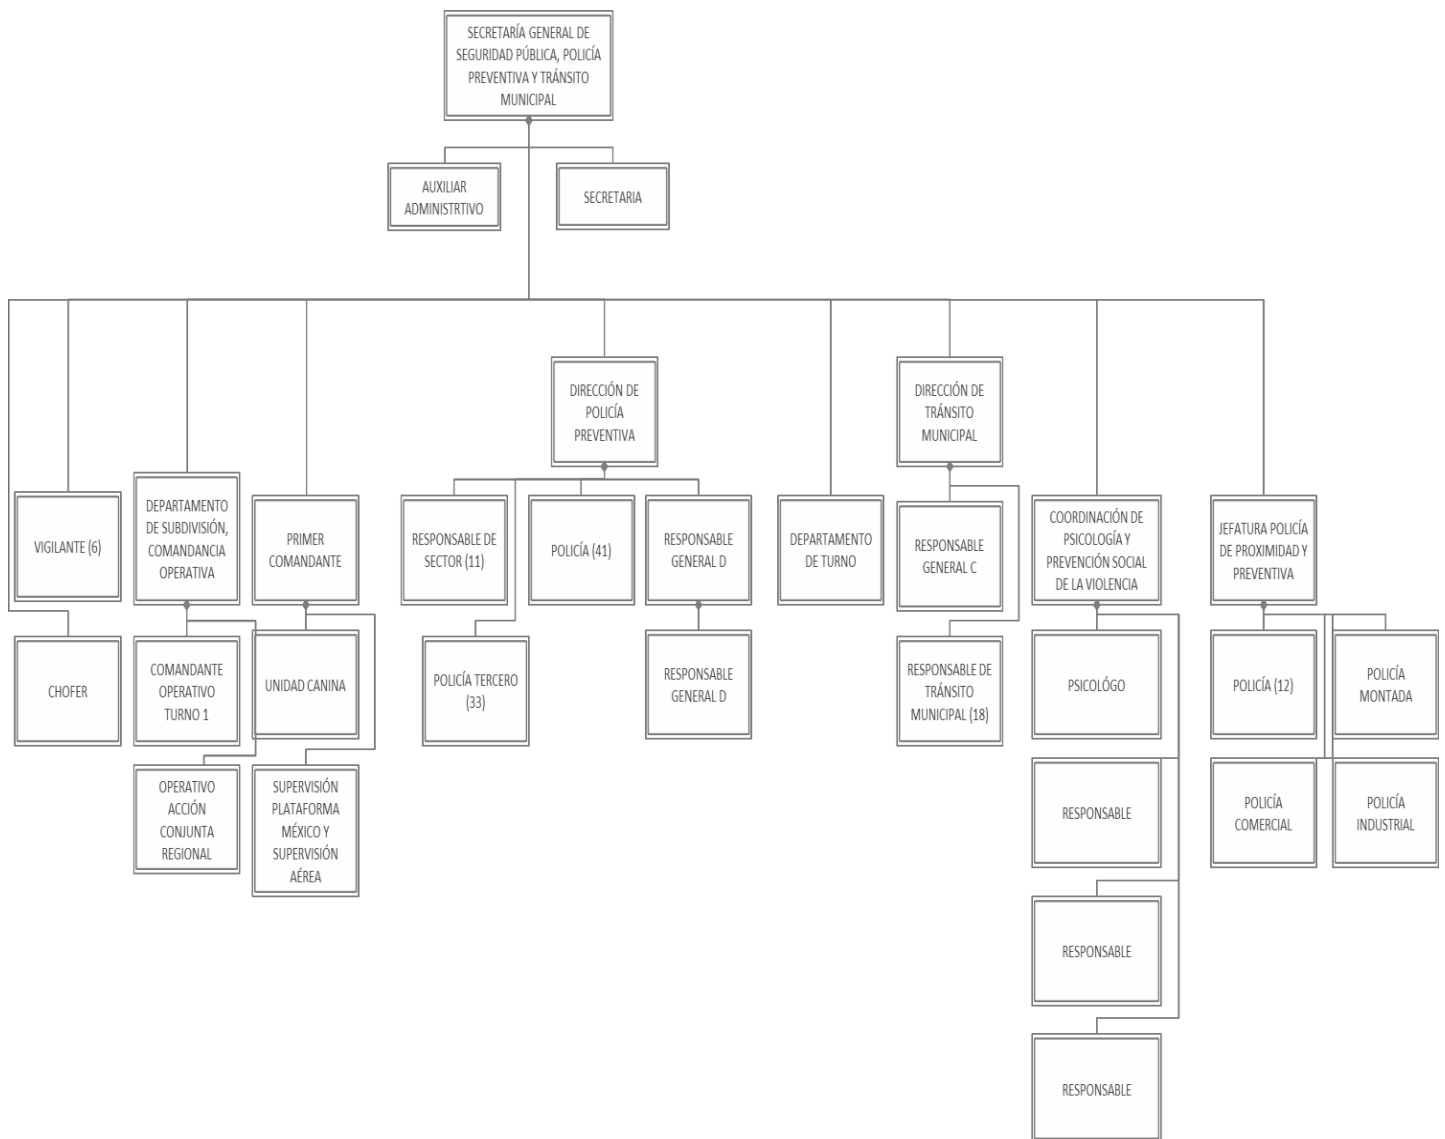 SECRETARÍA GENERAL DE
SEGURIDAD PÚBLICA, POLICÍA
PREVENTIVA Y TRÁNSITO
MUNICIPAL
AUXILIAR
ADMINISTRTIVO
SECRETARIA
DIRECCIÓN DE
POLICÍA
PREVENTIVA
DIRECCIÓN DE
TRÁNSITO
MUNICIPAL
VIGILANTE (6)
DEPARTAMENTO
DE SUBDIVISIÓN,
COMANDANCIA
OPERATIVA
PRIMER
COMANDANTE
RESPONSABLE DE
SECTOR (11)
POLICÍA (41)
RESPONSABLE
GENERAL D
DEPARTAMENTO
DE TURNO
RESPONSABLE
GENERAL C
COORDINACIÓN DE
PSICOLOGÍA Y
PREVENCIÓN SOCIAL
DE LA VIOLENCIA
JEFATURA POLICÍA
DE PROXIMIDAD Y
PREVENTIVA
CHOFER
COMANDANTE
OPERATIVO
TURNO 1
UNIDAD CANINA
POLICÍA TERCERO
(33)
RESPONSABLE
GENERAL D
RESPONSABLE DE
TRÁNSITO
MUNICIPAL (18)
PSICOLÓGO
POLICÍA (12)
POLICÍA
MONTADA
OPERATIVO
ACCIÓN
CONJUNTA
REGIONAL
SUPERVISIÓN
PLATAFORMA
MÉXICO Y
SUPERVISIÓN
AÉREA
RESPONSABLE
POLICÍA
COMERCIAL
POLICÍA
INDUSTRIAL
RESPONSABLE
RESPONSABLE